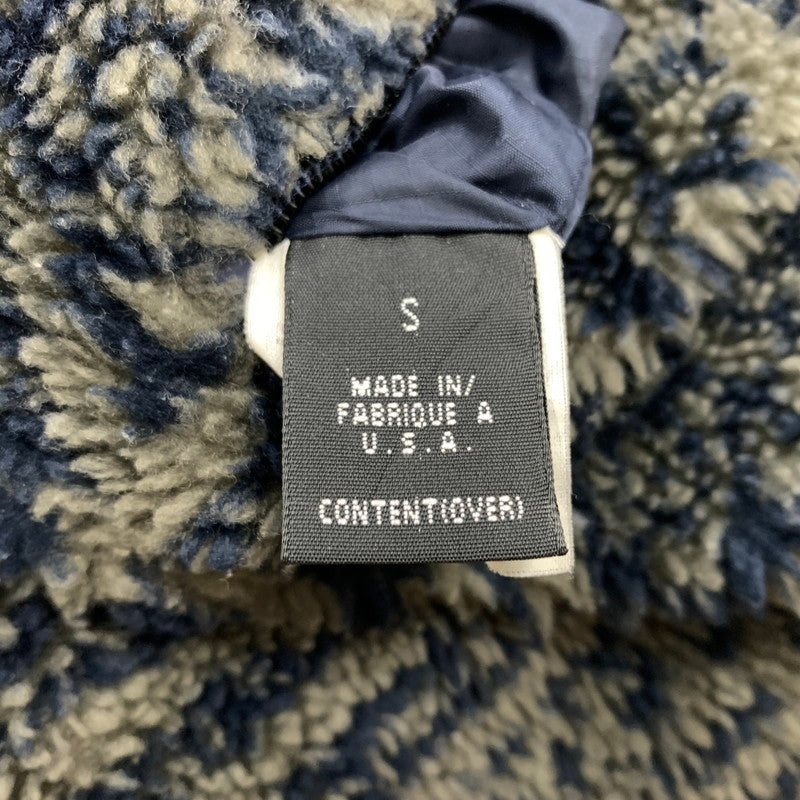 S
MADE IN/
FABRIQUE A
U.S.A.
CONTENT(OVER)